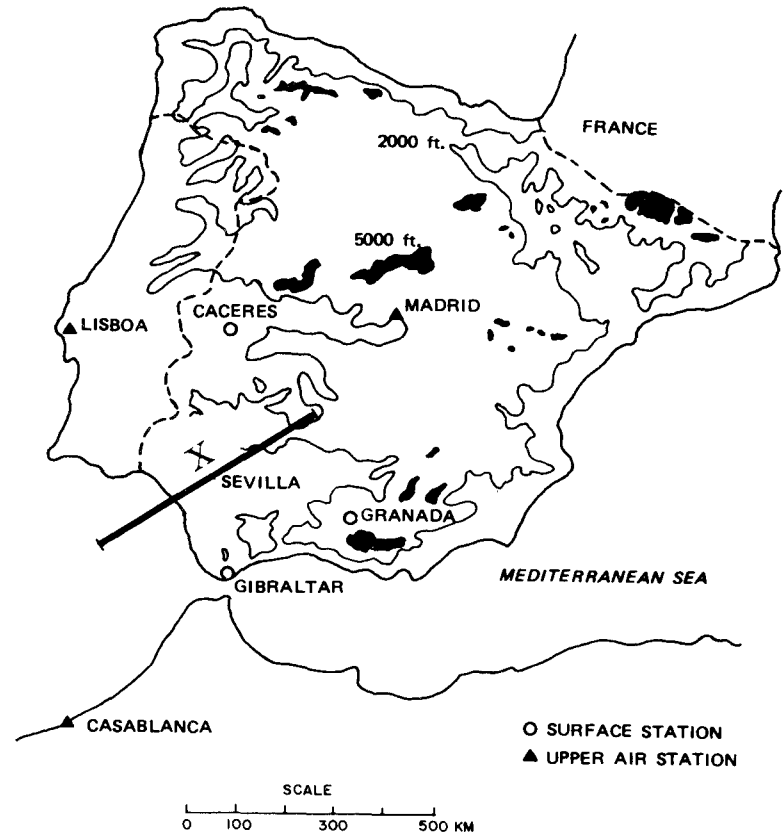 FRANCE
2000 ft.
5000 ft.
MADRID
CACERES
LISBOA
X
SEVILLA
GRANADA
MEDITERRANEAN SEA
GIBRALTAR
CASABLANCA
SURFACE STATION
UPPER AIR STATION
SCALE
0 100 300 500 KM